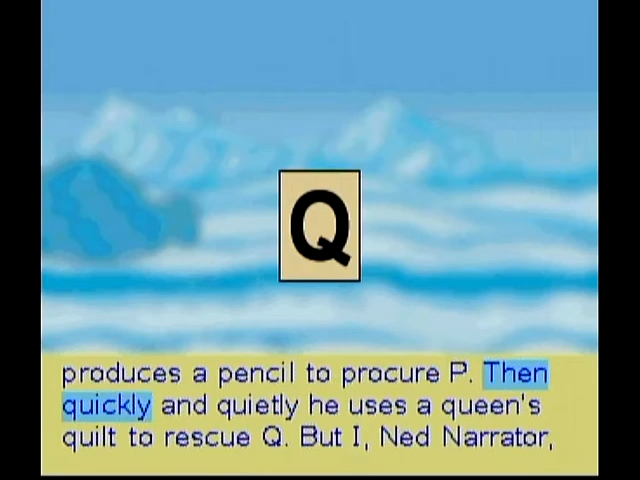 Q
produces a pencil to procure P. Then
quickly and quietly he uses a queen's
quilt to rescue Q. But I, Ned Narrator,